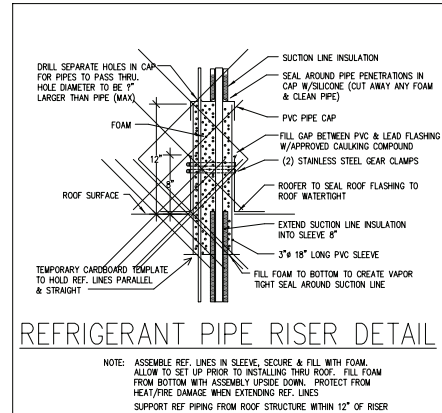 DRILL SEPARATE HOLES IN CAP
FOR PIPES TO PASS THRU.
HOLE DIAMETER TO BE ?"
LARGER THAN PIPE (MAX)
FOAM
12"
8"
ROOF SURFACE
TEMPORARY CARDBOARD TEMPLATE
TO HOLD REF. LINES PARALLEL
& STRAIGHT
SUCTION LINE INSULATION
SEAL AROUND PIPE PENETRATIONS IN
CAP W/SILICONE (CUT AWAY ANY FOAM
& CLEAN PIPE)
PVC PIPE CAP
FILL GAP BETWEEN PVC & LEAD FLASHING
W/APPROVED CAULKING COMPOUND
(2) STAINLESS STEEL GEAR CLAMPS
ROOFER TO SEAL ROOF FLASHING TO
ROOF WATERTIGHT
EXTEND SUCTION LINE INSULATION
INTO SLEEVE 8"
3"ø 18" LONG PVC SLEEVE
FILL FOAM TO BOTTOM TO CREATE VAPOR
TIGHT SEAL AROUND SUCTION LINE
REFRIGERANT PIPE RISER DETAIL
NOTE: ASSEMBLE REF. LINES IN SLEEVE, SECURE & FILL WITH FOAM.
ALLOW TO SET UP PRIOR TO INSTALLING THRU ROOF. FILL FOAM
FROM BOTTOM WITH ASSEMBLY UPSIDE DOWN. PROTECT FROM
HEAT/FIRE DAMAGE WHEN EXTENDING REF. LINES
SUPPORT REF PIPING FROM ROOF STRUCTURE WITHIN 12" OF RISER